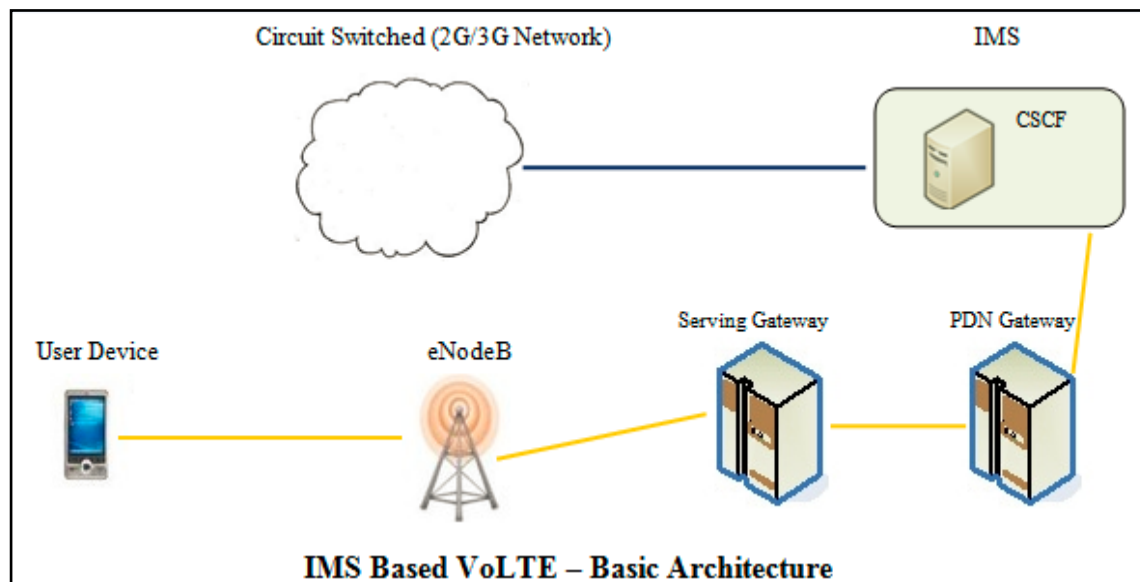 Circuit Switched (2G/3G Network)
IMS
CSCF
Serving Gateway
PDN Gateway
User Device
eNodeB
IMS Based VoLTE – Basic Architecture